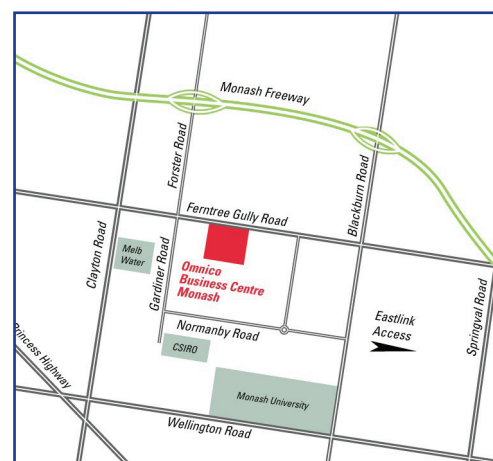 Monash Freeway
Forster Road
Blackburn Road
Ferntree Gully Road
Clayton Road
Melb
Water
Gardiner Road
Omnico
Business Centre
Monash
Springval Road
Eastlink
Access
Normanby Road
CSIRO
Princess Highway
Monash University
Wellington Road